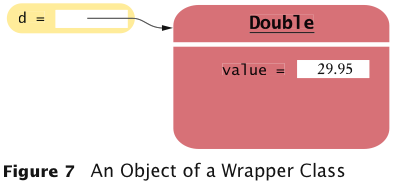 d =
Double
value = 29.95
Figure 7 An Object of a Wrapper Class